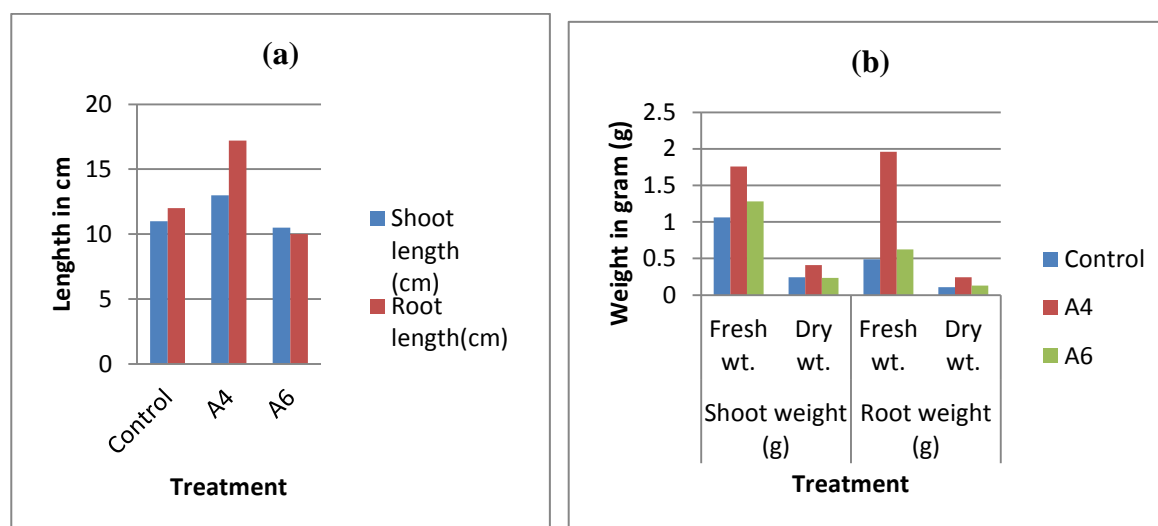 (a)
Lenghth in cm
20
15
10
5
0
Control
A4
A6
Treatment
Shoot
length
(cm)
Root
length(cm)
(b)
Weight in gram (g)
2.5
2
1.5
1
0.5
0
Fresh Dry Fresh Dry
wt. wt. wt. wt.
Shoot weight Root weight
(g) (g)
Treatment
Control
A4
A6